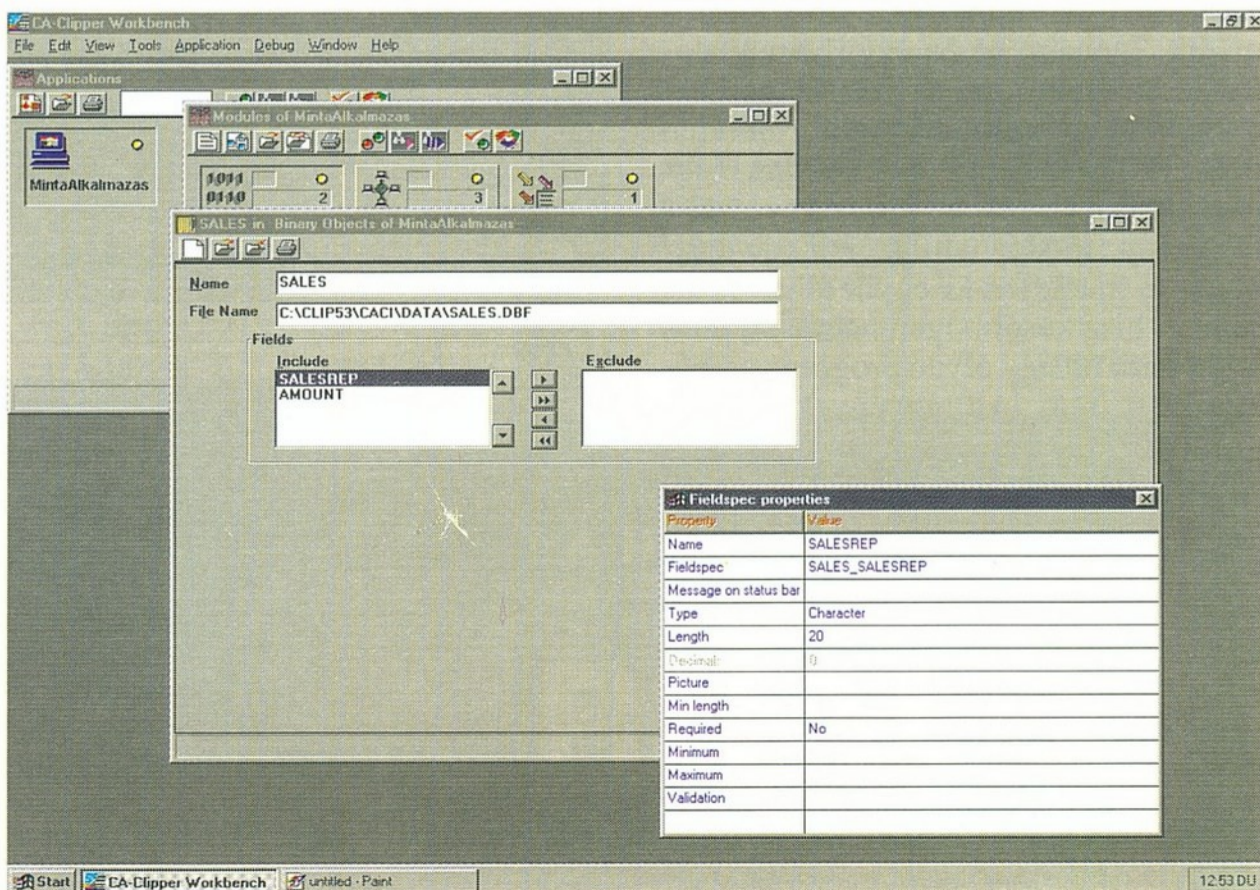 CA-Clipper Workbench
File Edit View Tools Application Debug Window Help
Applications
Modules of MintaAlkalmazas
MintaAlkalmazas
1011
0110
2
3
1
SALES in Binary Objects of MintaAlkalmazas
Name SALES
File Name C:\CLIP53\CACI\DATA\SALES.DBF
Fields
Include Exclude
SALESREP
AMOUNT
Fieldspec properties
Property Value
Name SALESREP
Fieldspec SALES_SALESREP
Message on status bar
Type Character
Length 20
Decimal: 0
Picture
Min length
Required No
Minimum
Maximum
Validation
Start CA-Clipper Workbench untitled - Paint 12:53 DU